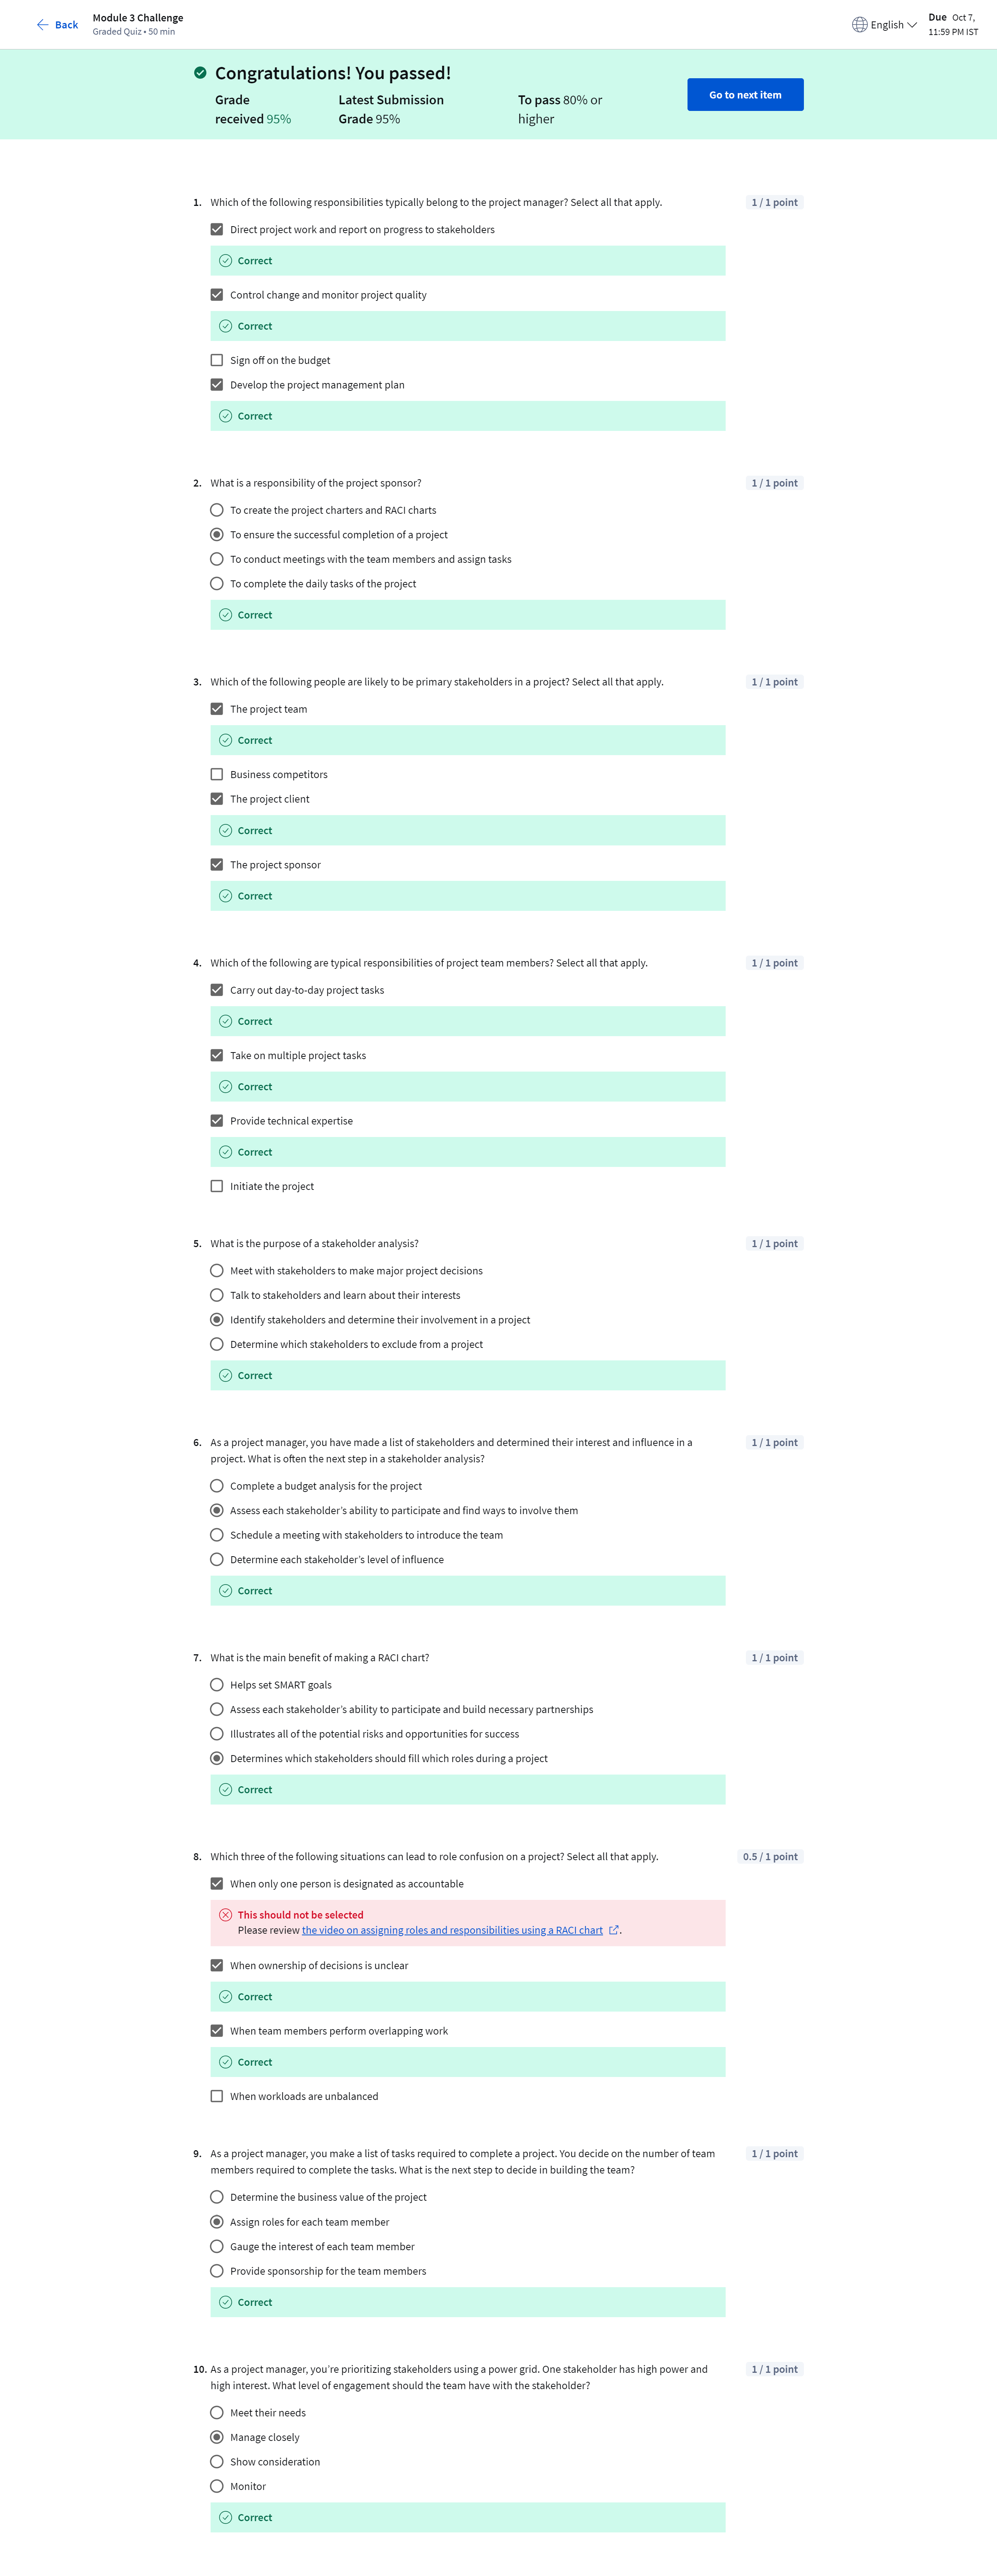 Back
Module 3 Challenge
Graded Quiz • 50 min
English
Due Oct 7,
11:59 PM IST
Congratulations! You passed!
Grade
received 95%
Latest Submission
Grade 95%
To pass 80% or
higher
Go to next item
1. Which of the following responsibilities typically belong to the project manager? Select all that apply.
1 / 1 point
Direct project work and report on progress to stakeholders
Correct
Control change and monitor project quality
Correct
Sign off on the budget
Develop the project management plan
Correct
2. What is a responsibility of the project sponsor?
1 / 1 point
To create the project charters and RACI charts
To ensure the successful completion of a project
To conduct meetings with the team members and assign tasks
To complete the daily tasks of the project
Correct
3. Which of the following people are likely to be primary stakeholders in a project? Select all that apply.
1 / 1 point
The project team
Correct
Business competitors
The project client
Correct
The project sponsor
Correct
4. Which of the following are typical responsibilities of project team members? Select all that apply.
1 / 1 point
Carry out day-to-day project tasks
Correct
Take on multiple project tasks
Correct
Provide technical expertise
Correct
Initiate the project
5. What is the purpose of a stakeholder analysis?
1 / 1 point
Meet with stakeholders to make major project decisions
Talk to stakeholders and learn about their interests
Identify stakeholders and determine their involvement in a project
Determine which stakeholders to exclude from a project
Correct
6. As a project manager, you have made a list of stakeholders and determined their interest and influence in a
project. What is often the next step in a stakeholder analysis?
1 / 1 point
Complete a budget analysis for the project
Assess each stakeholder’s ability to participate and find ways to involve them
Schedule a meeting with stakeholders to introduce the team
Determine each stakeholder’s level of influence
Correct
7. What is the main benefit of making a RACI chart?
1 / 1 point
Helps set SMART goals
Assess each stakeholder’s ability to participate and build necessary partnerships
Illustrates all of the potential risks and opportunities for success
Determines which stakeholders should fill which roles during a project
Correct
8. Which three of the following situations can lead to role confusion on a project? Select all that apply.
0.5 / 1 point
When only one person is designated as accountable
This should not be selected
Please review the video on assigning roles and responsibilities using a RACI chart .
When ownership of decisions is unclear
Correct
When team members perform overlapping work
Correct
When workloads are unbalanced
9. As a project manager, you make a list of tasks required to complete a project. You decide on the number of team
members required to complete the tasks. What is the next step to decide in building the team?
1 / 1 point
Determine the business value of the project
Assign roles for each team member
Gauge the interest of each team member
Provide sponsorship for the team members
Correct
10. As a project manager, you’re prioritizing stakeholders using a power grid. One stakeholder has high power and
high interest. What level of engagement should the team have with the stakeholder?
1 / 1 point
Meet their needs
Manage closely
Show consideration
Monitor
Correct